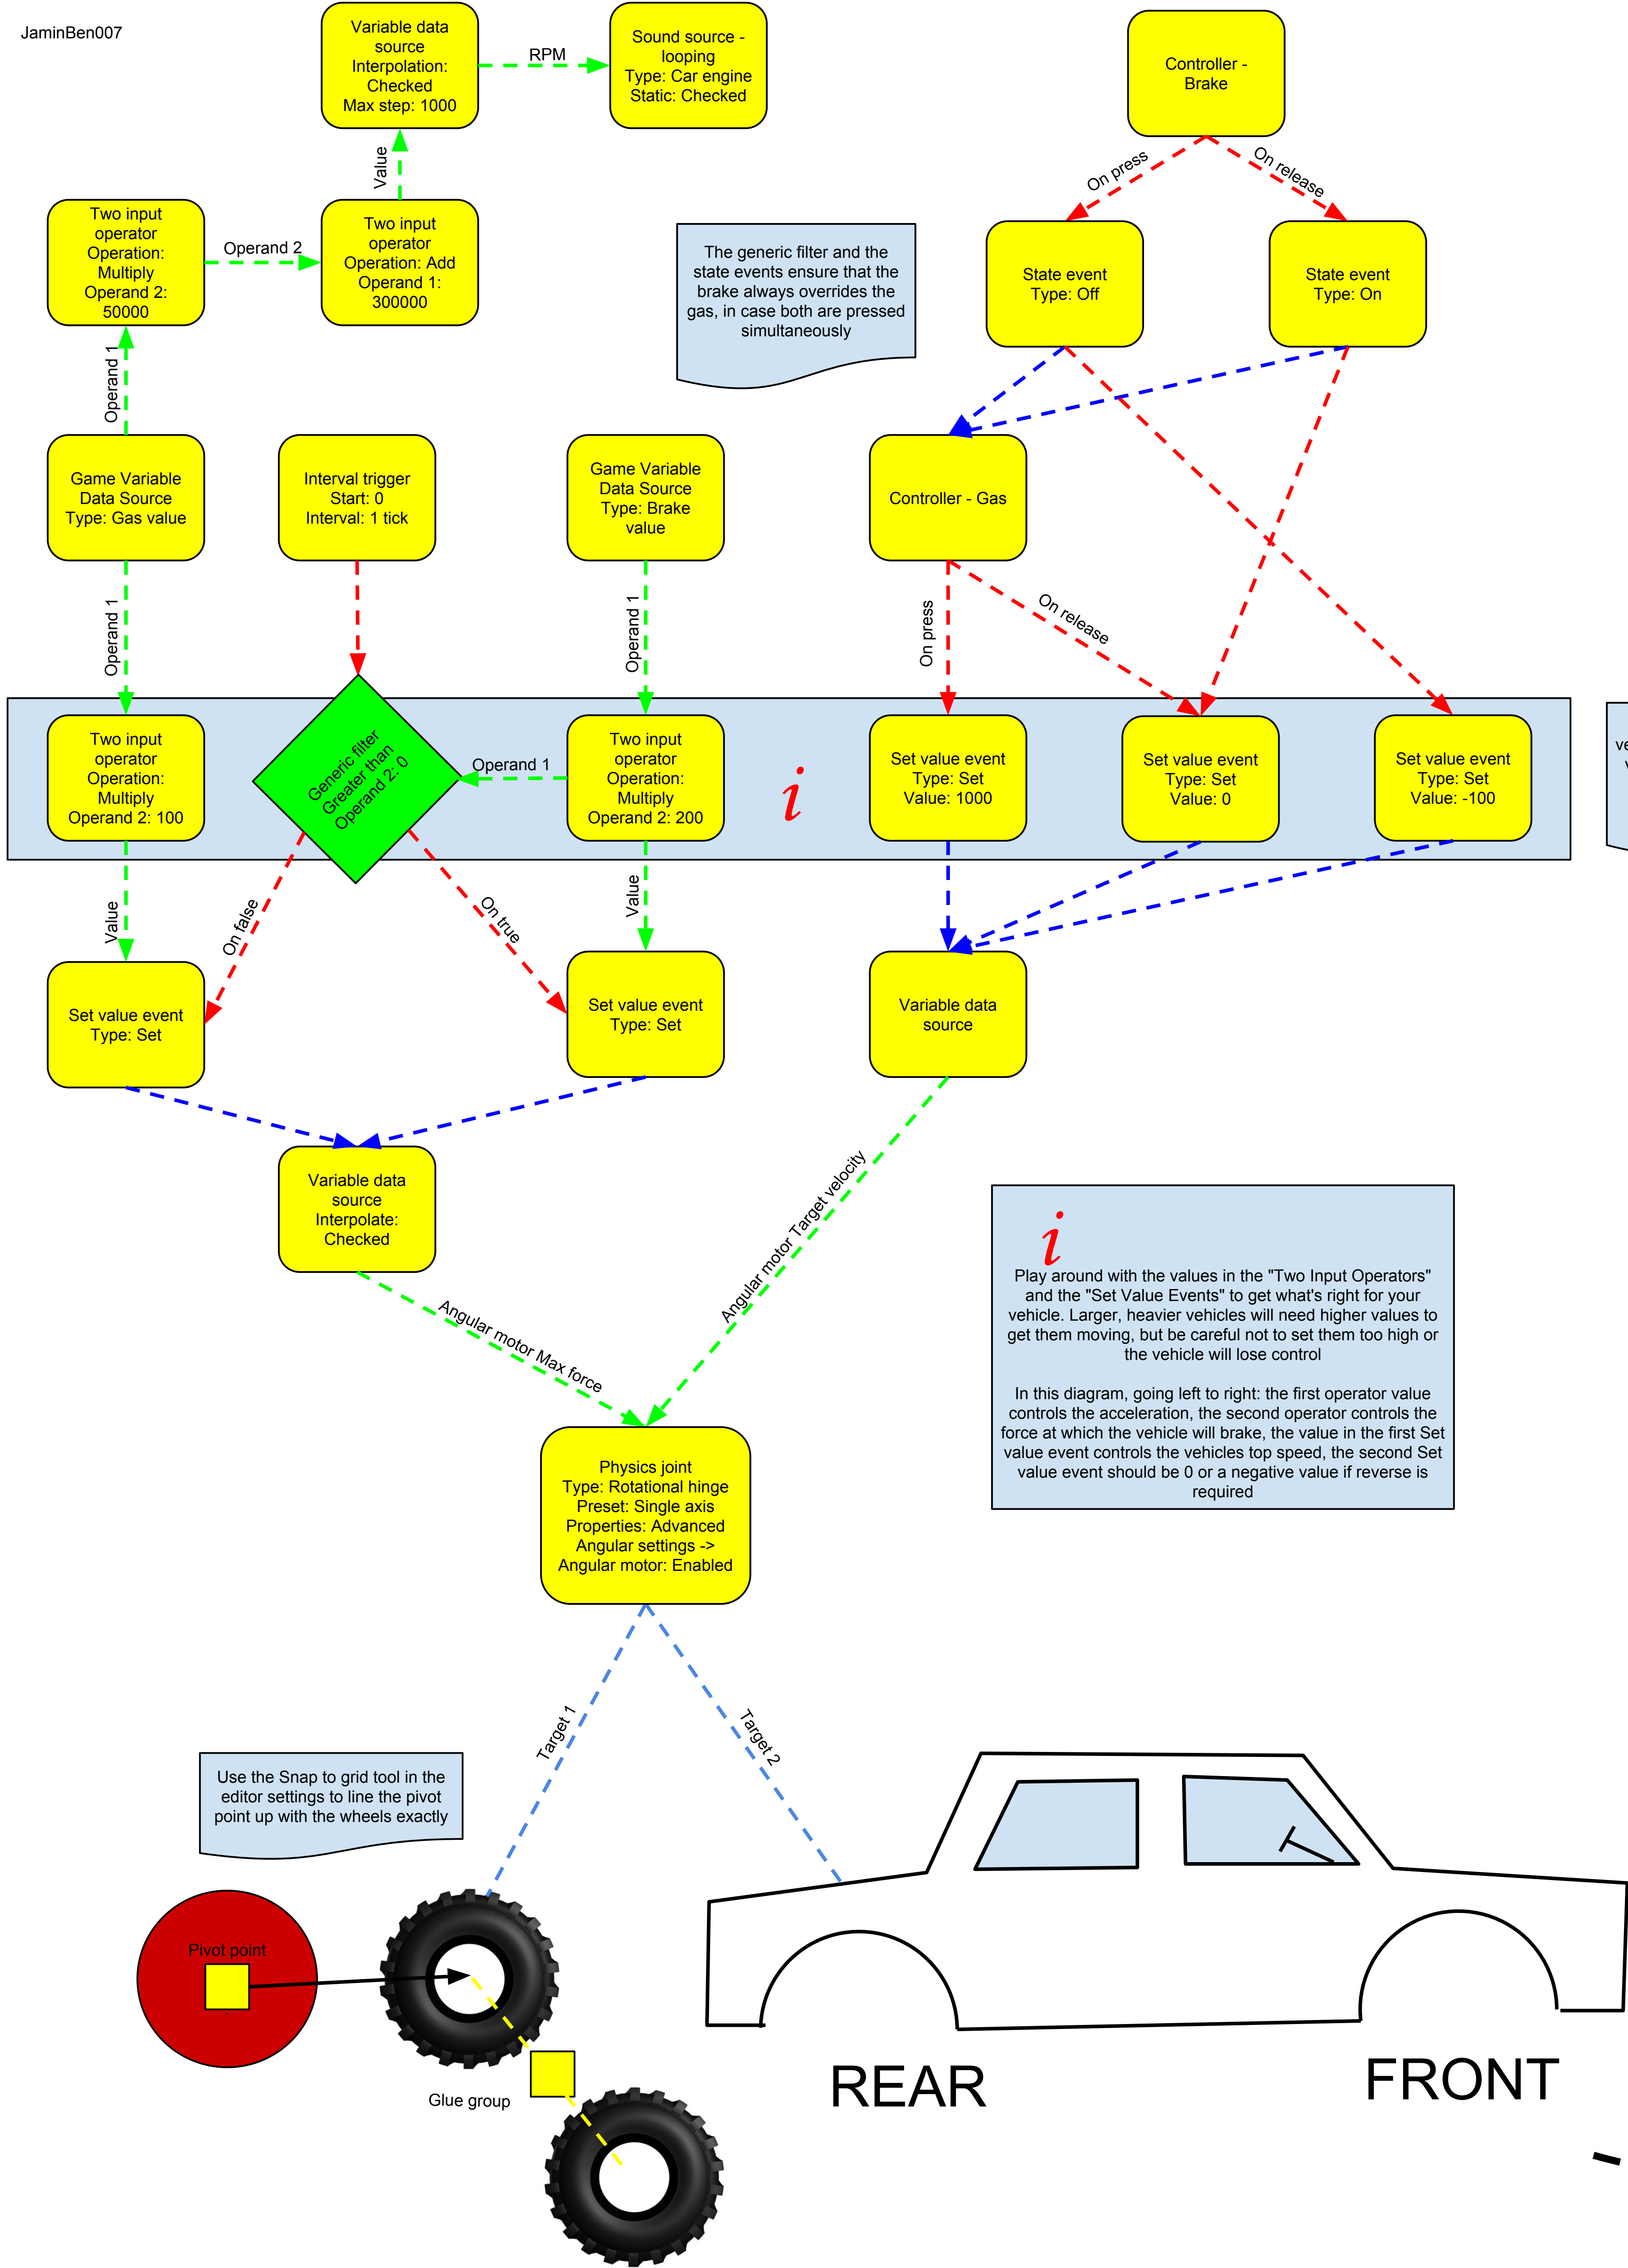 JaminBen007
Variable data
source
Interpolation:
Checked
Max step: 1000
RPM
Sound source -
looping
Type: Car engine
Static: Checked
Controller -
Brake
On press
On release
Value
Two input
operator
Operation:
Multiply
Operand 2:
50000
Operand 2
Two input
operator
Operation: Add
Operand 1:
300000
The generic filter and the
state events ensure that the
brake always overrides the
gas, in case both are pressed
simultaneously
State event
Type: Off
State event
Type: On
Operand 1
Game Variable
Data Source
Type: Gas value
Interval trigger
Start: 0
Interval: 1 tick
Game Variable
Data Source
Type: Brake
value
Controller - Gas
Operand 1
Operand 1
On press
On release
Two input
operator
Operation:
Multiply
Operand 2: 100
Generic filter
Greater than
Operand 2: 0
Operand 1
Two input
operator
Operation:
Multiply
Operand 2: 200
i
Set value event
Type: Set
Value: 1000
Set value event
Type: Set
Value: 0
Set value event
Type: Set
Value: -100
Value
On false
On true
Value
Set value event
Type: Set
Set value event
Type: Set
Variable data
source
Variable data
source
Interpolate:
Checked
Angular motor Max force
Angular motor Target velocity
i
Play around with the values in the "Two Input Operators"
and the "Set Value Events" to get what's right for your
vehicle. Larger, heavier vehicles will need higher values to
get them moving, but be careful not to set them too high or
the vehicle will lose control
In this diagram, going left to right: the first operator value
controls the acceleration, the second operator controls the
force at which the vehicle will brake, the value in the first Set
value event controls the vehicles top speed, the second Set
value event should be 0 or a negative value if reverse is
required
Physics joint
Type: Rotational hinge
Preset: Single axis
Properties: Advanced
Angular settings ->
Angular motor: Enabled
Target 1
Target 2
Use the Snap to grid tool in the
editor settings to line the pivot
point up with the wheels exactly
Pivot point
Glue group
REAR
FRONT